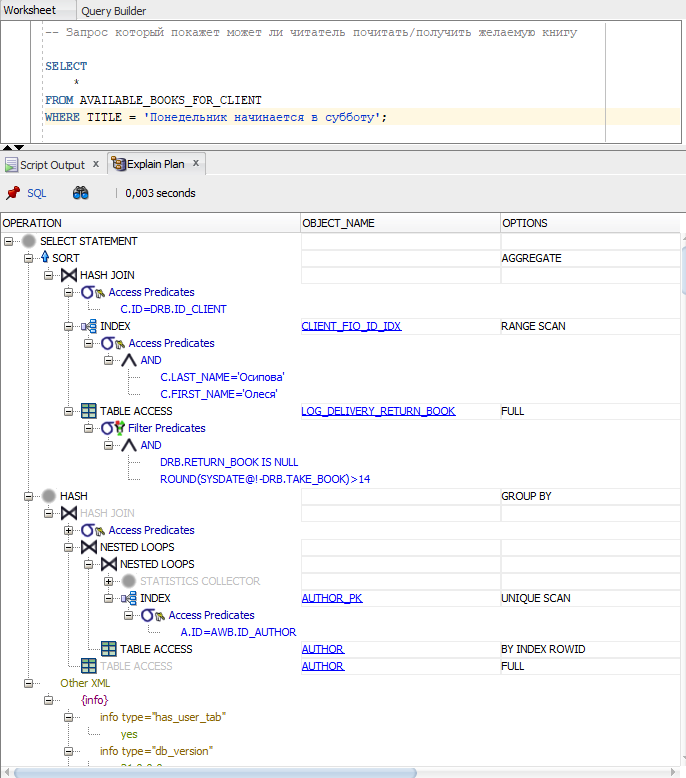 Worksheet Query Builder
-- Запрос который покажет может ли читатель почитать/получить желаемую книгу
SELECT
*
FROM AVAILABLE_BOOKS_FOR_CLIENT
WHERE TITLE = 'Понедельник начинается в субботу';
Script Output x Explain Plan x
SQL 0,003 seconds
OPERATION OBJECT_NAME OPTIONS
SELECT STATEMENT
SORT AGGREGATE
HASH JOIN
Access Predicates
C.ID=DRB.ID_CLIENT
INDEX CLIENT_FIO_ID_IDX RANGE SCAN
Access Predicates
AND
C.LAST_NAME='Осипова'
C.FIRST_NAME='Олеся'
TABLE ACCESS LOG_DELIVERY_RETURN_BOOK FULL
Filter Predicates
AND
DRB.RETURN_BOOK IS NULL
ROUND(SYSDATE@!-DRB.TAKE_BOOK)>14
HASH GROUP BY
HASH JOIN
Access Predicates
NESTED LOOPS
NESTED LOOPS
STATISTICS COLLECTOR
INDEX AUTHOR_PK UNIQUE SCAN
Access Predicates
A.ID=AWB.ID_AUTHOR
TABLE ACCESS AUTHOR BY INDEX ROWID
TABLE ACCESS AUTHOR FULL
Other XML
{info}
info type="has_user_tab"
yes
info type="db_version"